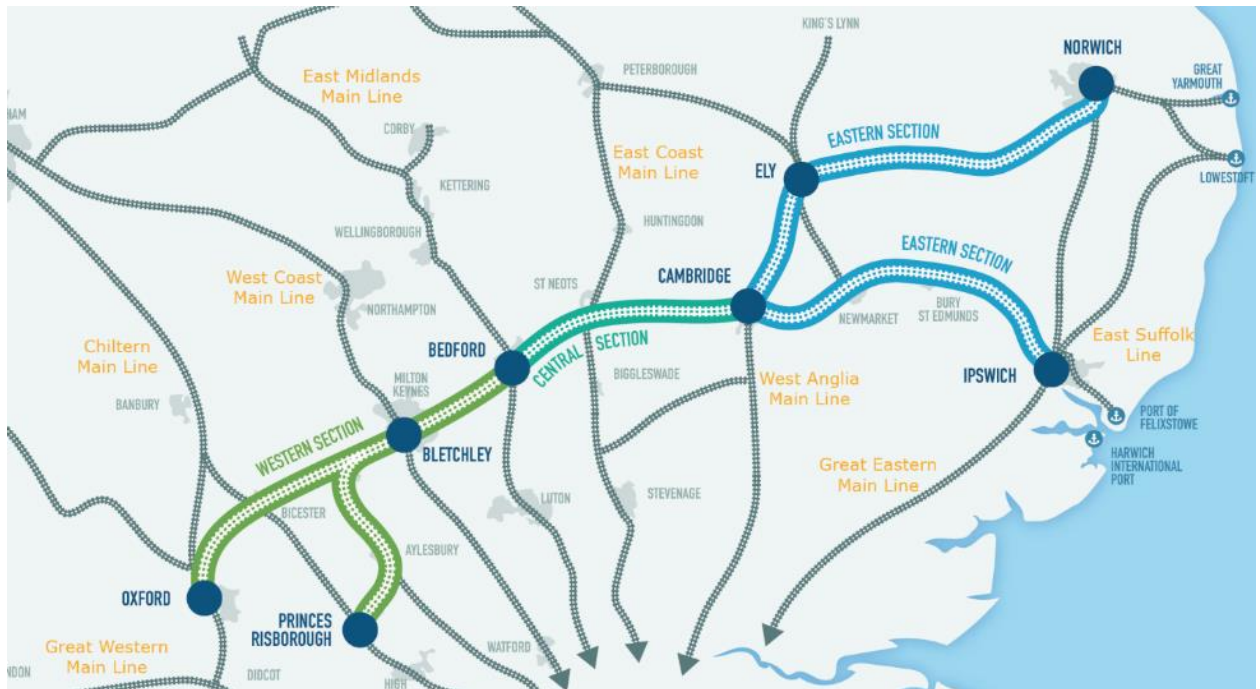 KING'S LYNN
NORWICH
GREAT
YARMOUTH
East Midlands
Main Line
PETERBOROUGH
HAM
CORBY
EASTERN SECTION
East Coast
Main Line
ELY
LOWESTOFT
KETTERING
HUNTINGDON
WELLINGBOROUGH
EASTERN SECTION
West Coast
Main Line
CAMBRIDGE
ST NEOTS
NORTHAMPTON
NEWMARKET
BURY
ST EDMUNDS
Chiltern
Main Line
BEDFORD
CENTRAL SECTION
East Suffolk
Line
MILTON
KEYNES
BIGGLESWADE
West Anglia
Main Line
IPSWICH
BANBURY
WESTERN SECTION
BLETCHLEY
PORT OF
FELIXSTOWE
HARWICH
INTERNATIONAL
PORT
Great Eastern
Main Line
LUTON
STEVENAGE
BICESTER
AYLESBURY
OXFORD
PRINCES
RISBOROUGH
Great Western
Main Line
WATFORD
NDON
DIDCOT
HIGH